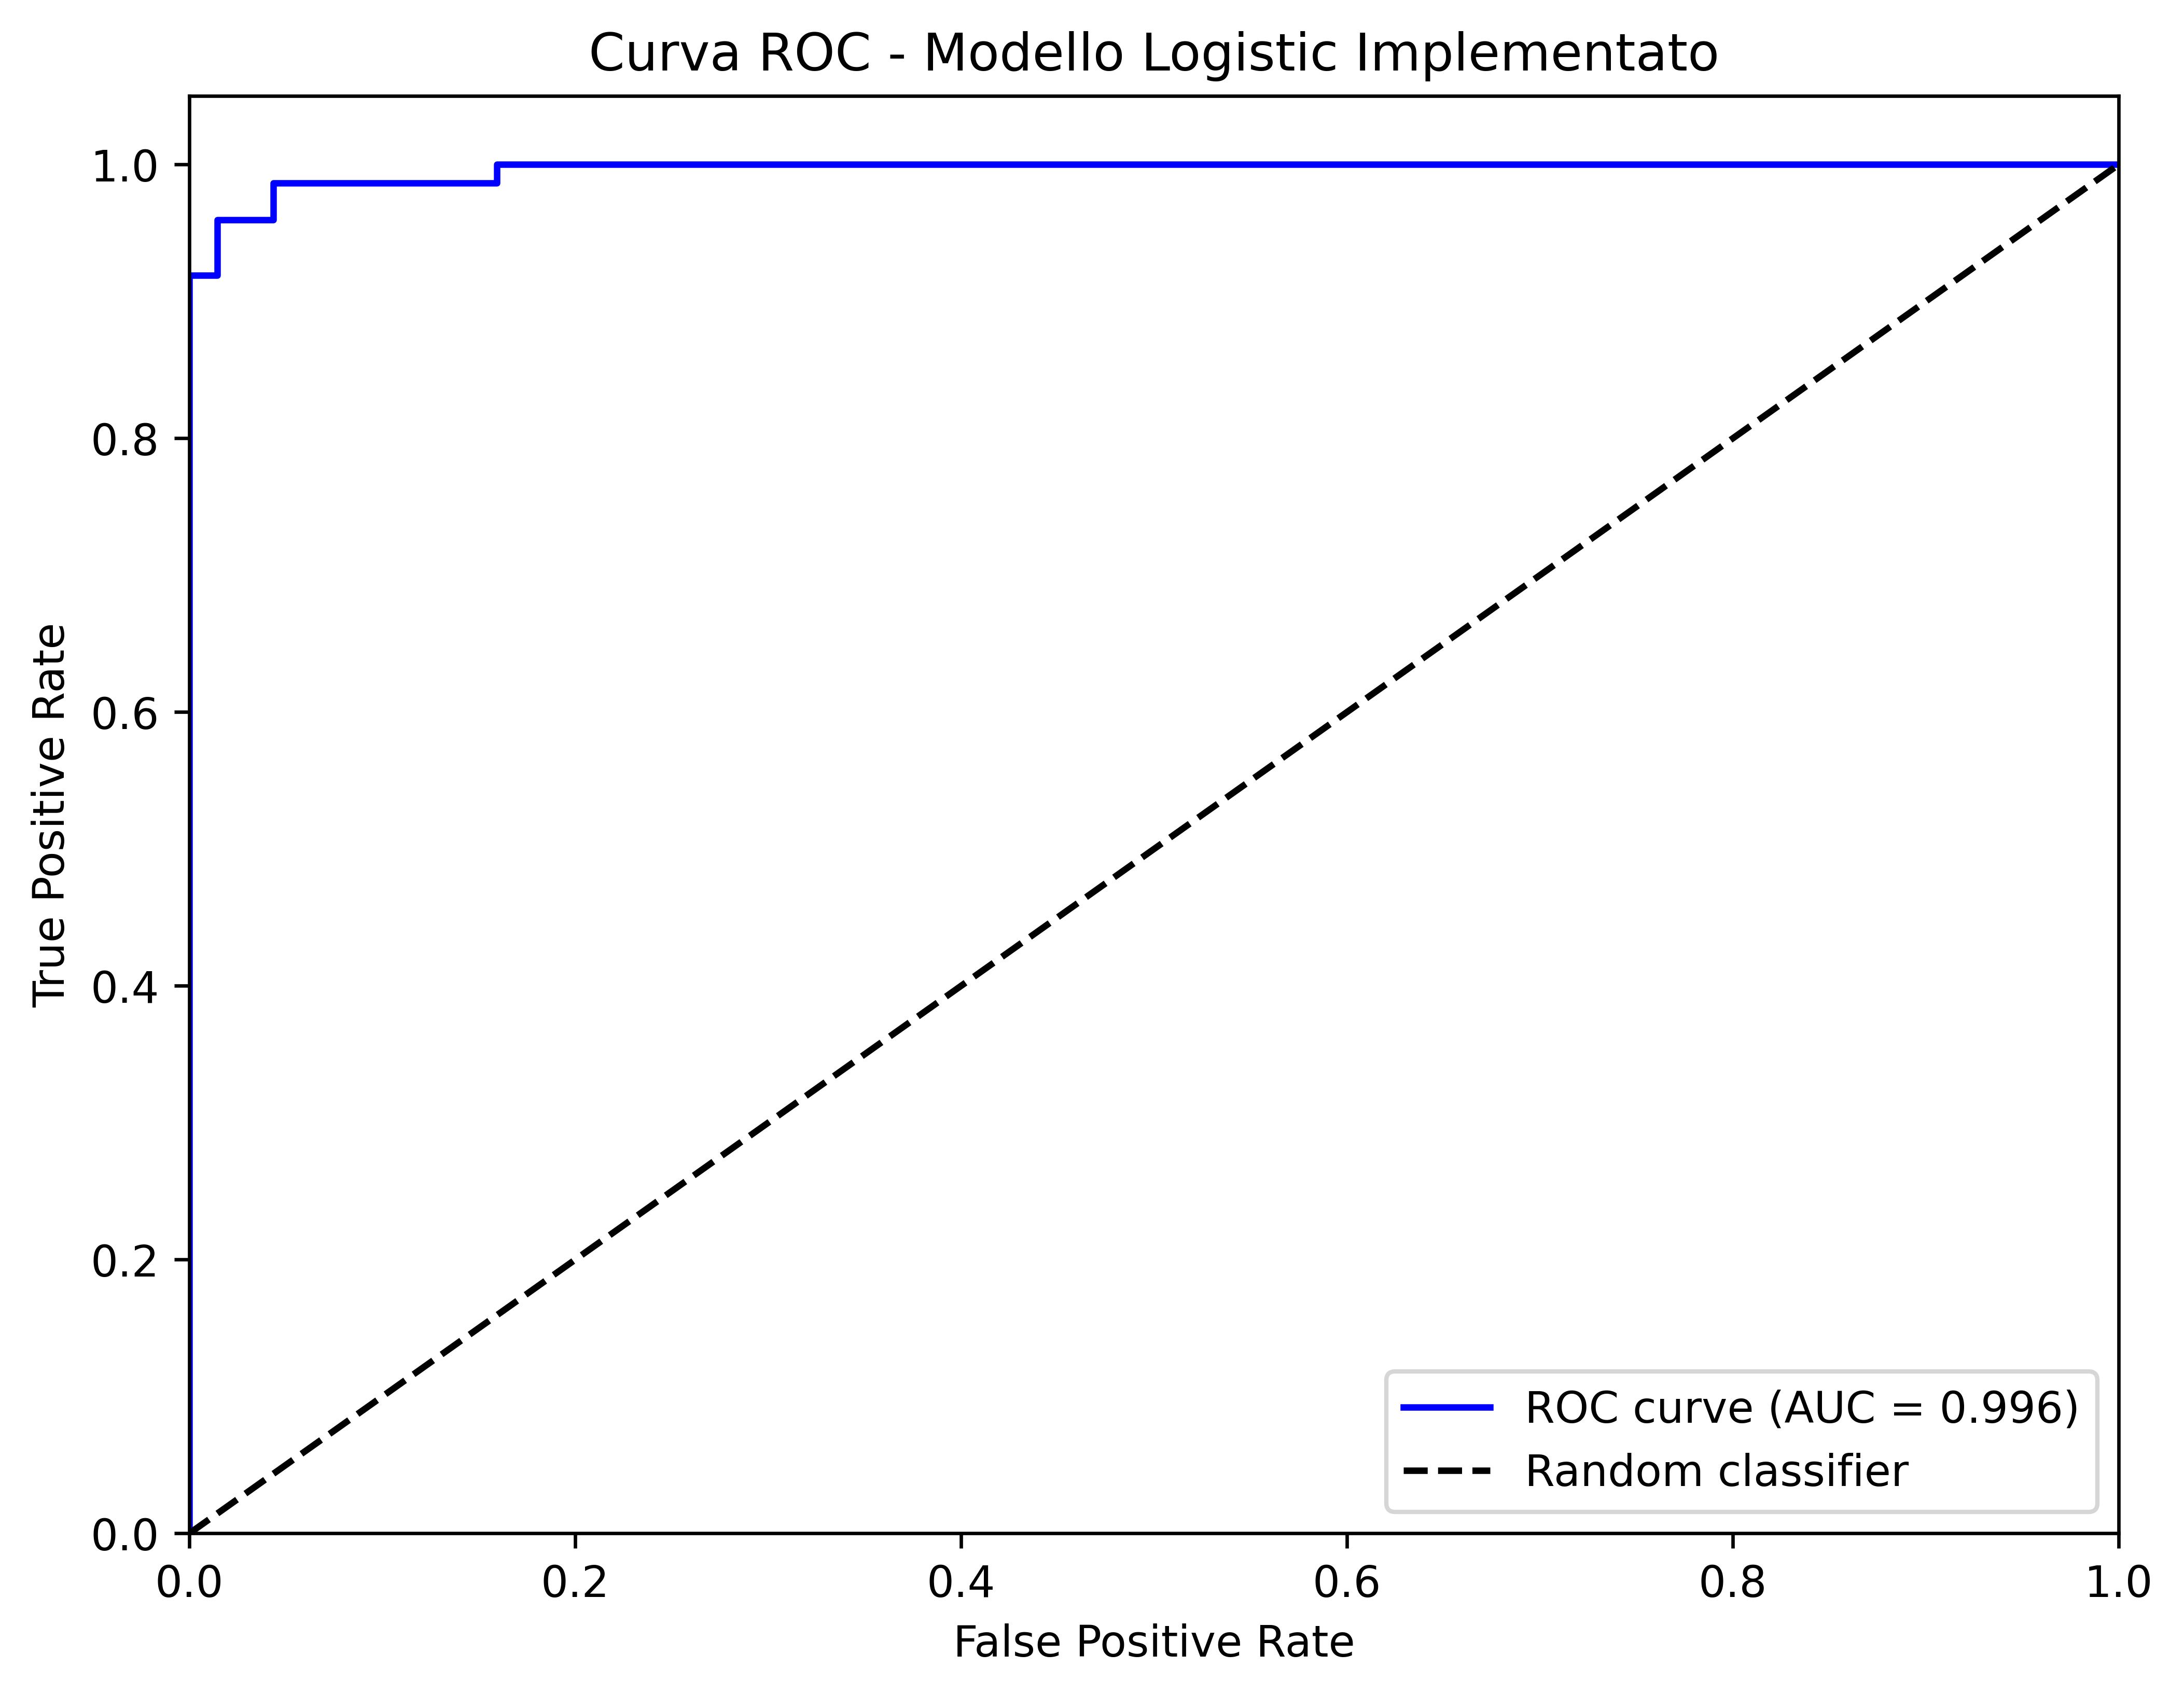 Curva ROC - Modello Logistic Implementato
1.0
0.8
0.6
0.4
0.2
0.0
True Positive Rate
0.0 0.2 0.4 0.6 0.8 1.0
False Positive Rate
ROC curve (AUC = 0.996)
Random classifier